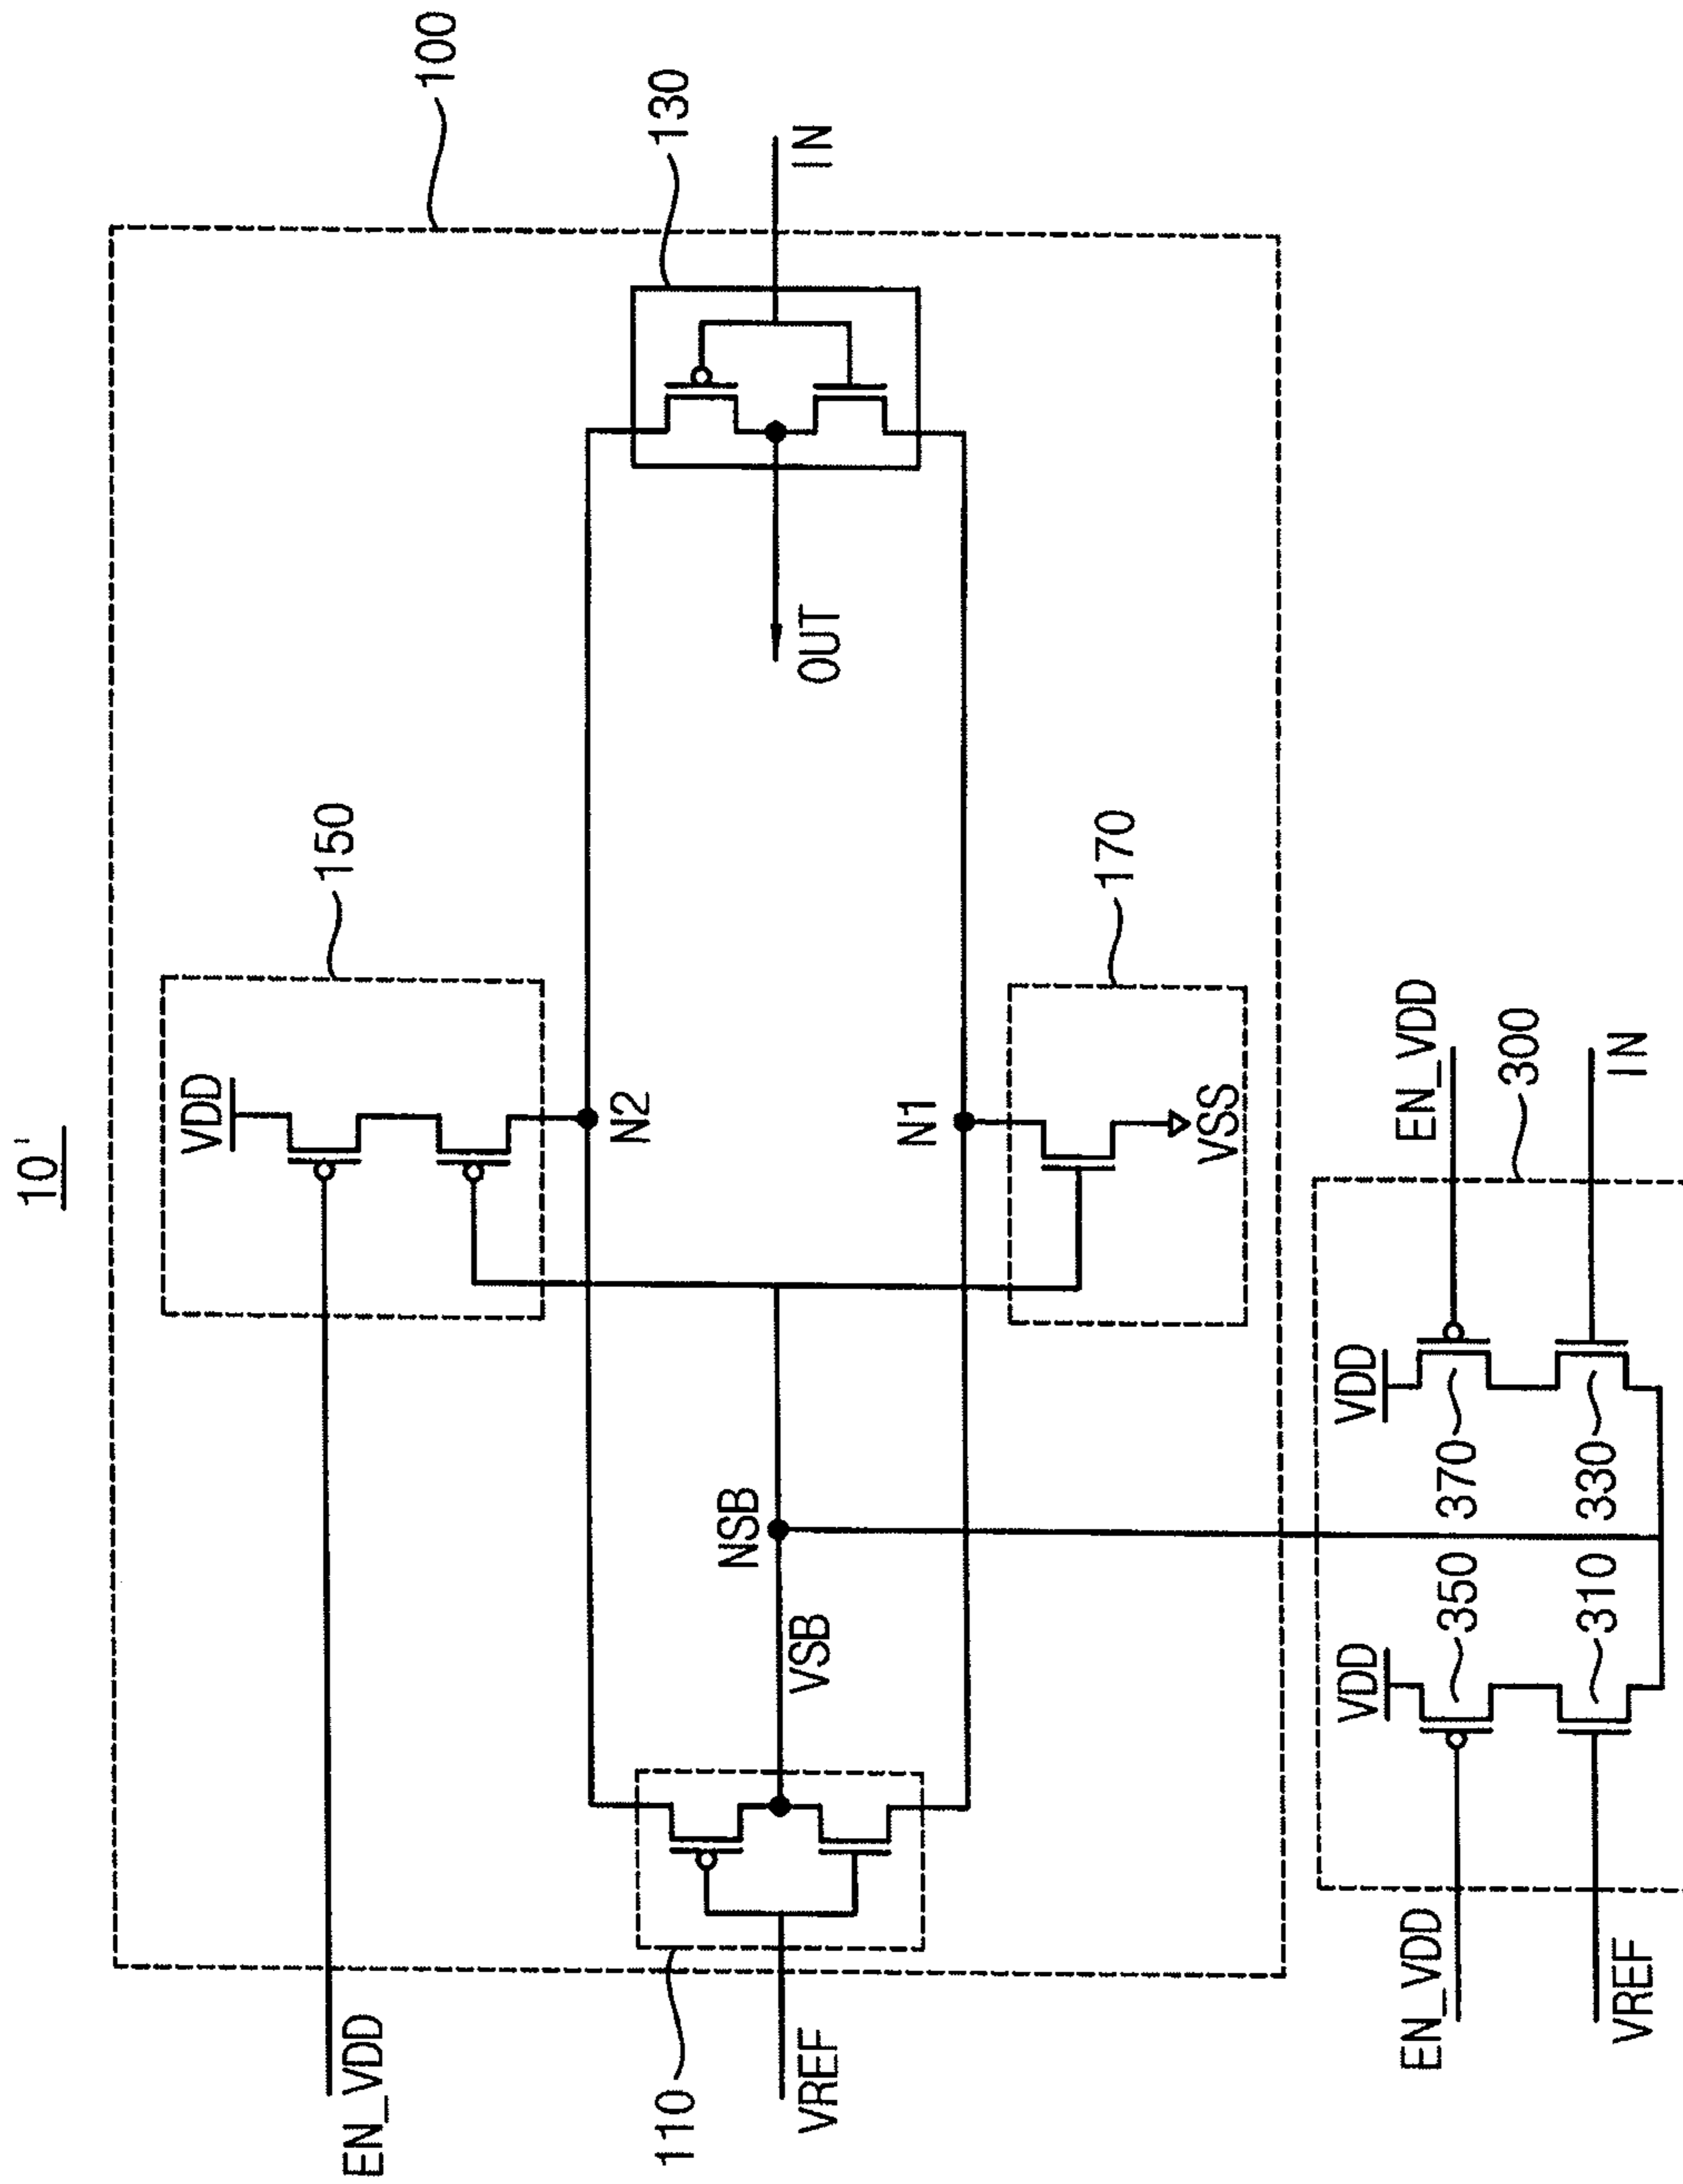 10'
100
150
VDD
EN_VDD
N2
130
IN
OUT
110
VREF
VSB
NSB
N1
170
VSS
300
VDD
VDD
EN_VDD
350
370
EN_VDD
VREF
310
330
IN